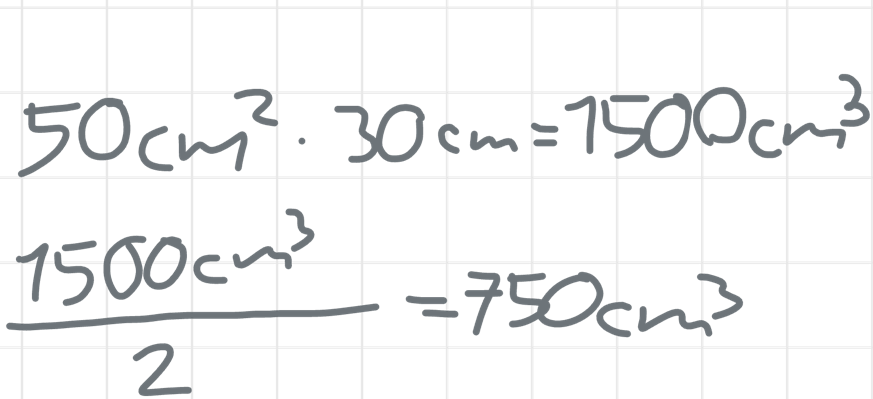 50cm² · 30cm = 1500cm³
1500cm³ / 2 = 750cm³